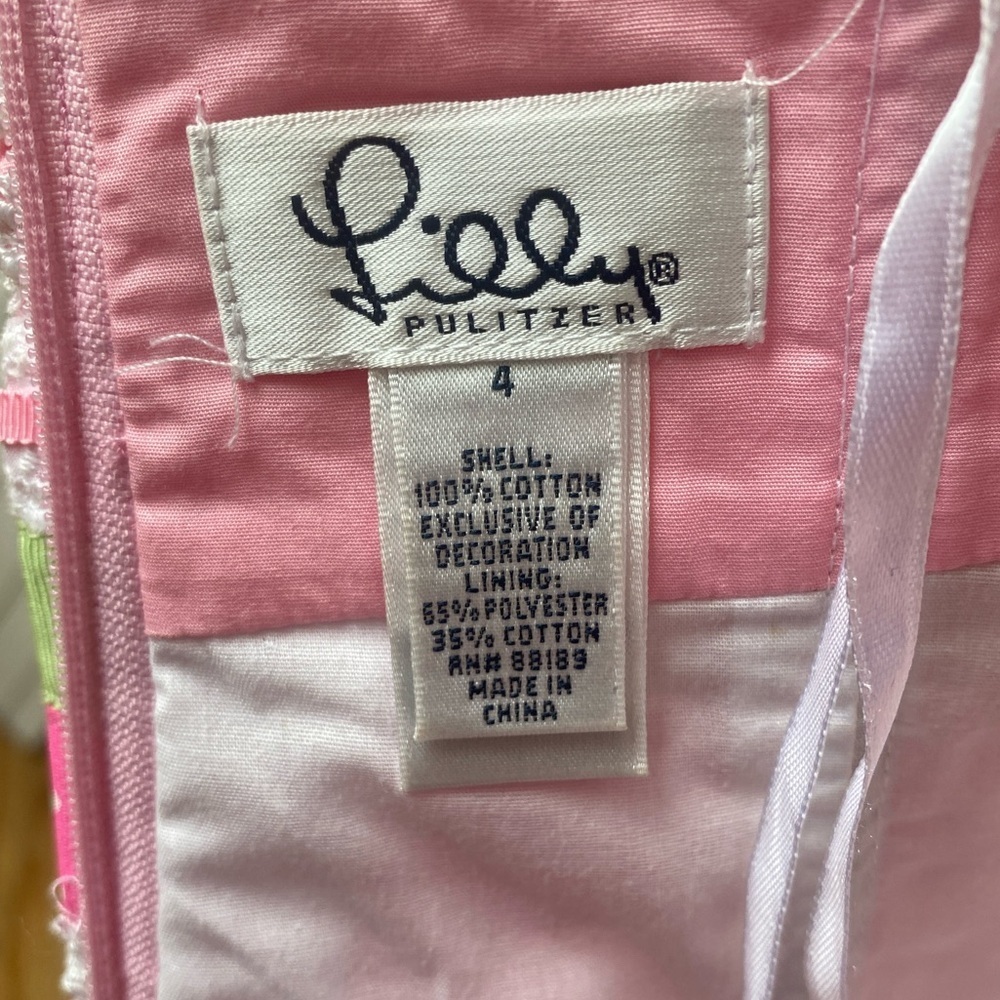 Lilly®
PULITZER
4
SHELL:
100% COTTON
EXCLUSIVE OF
DECORATION
LINING:
65% POLYESTER
35% COTTON
RN# 88189
MADE IN
CHINA